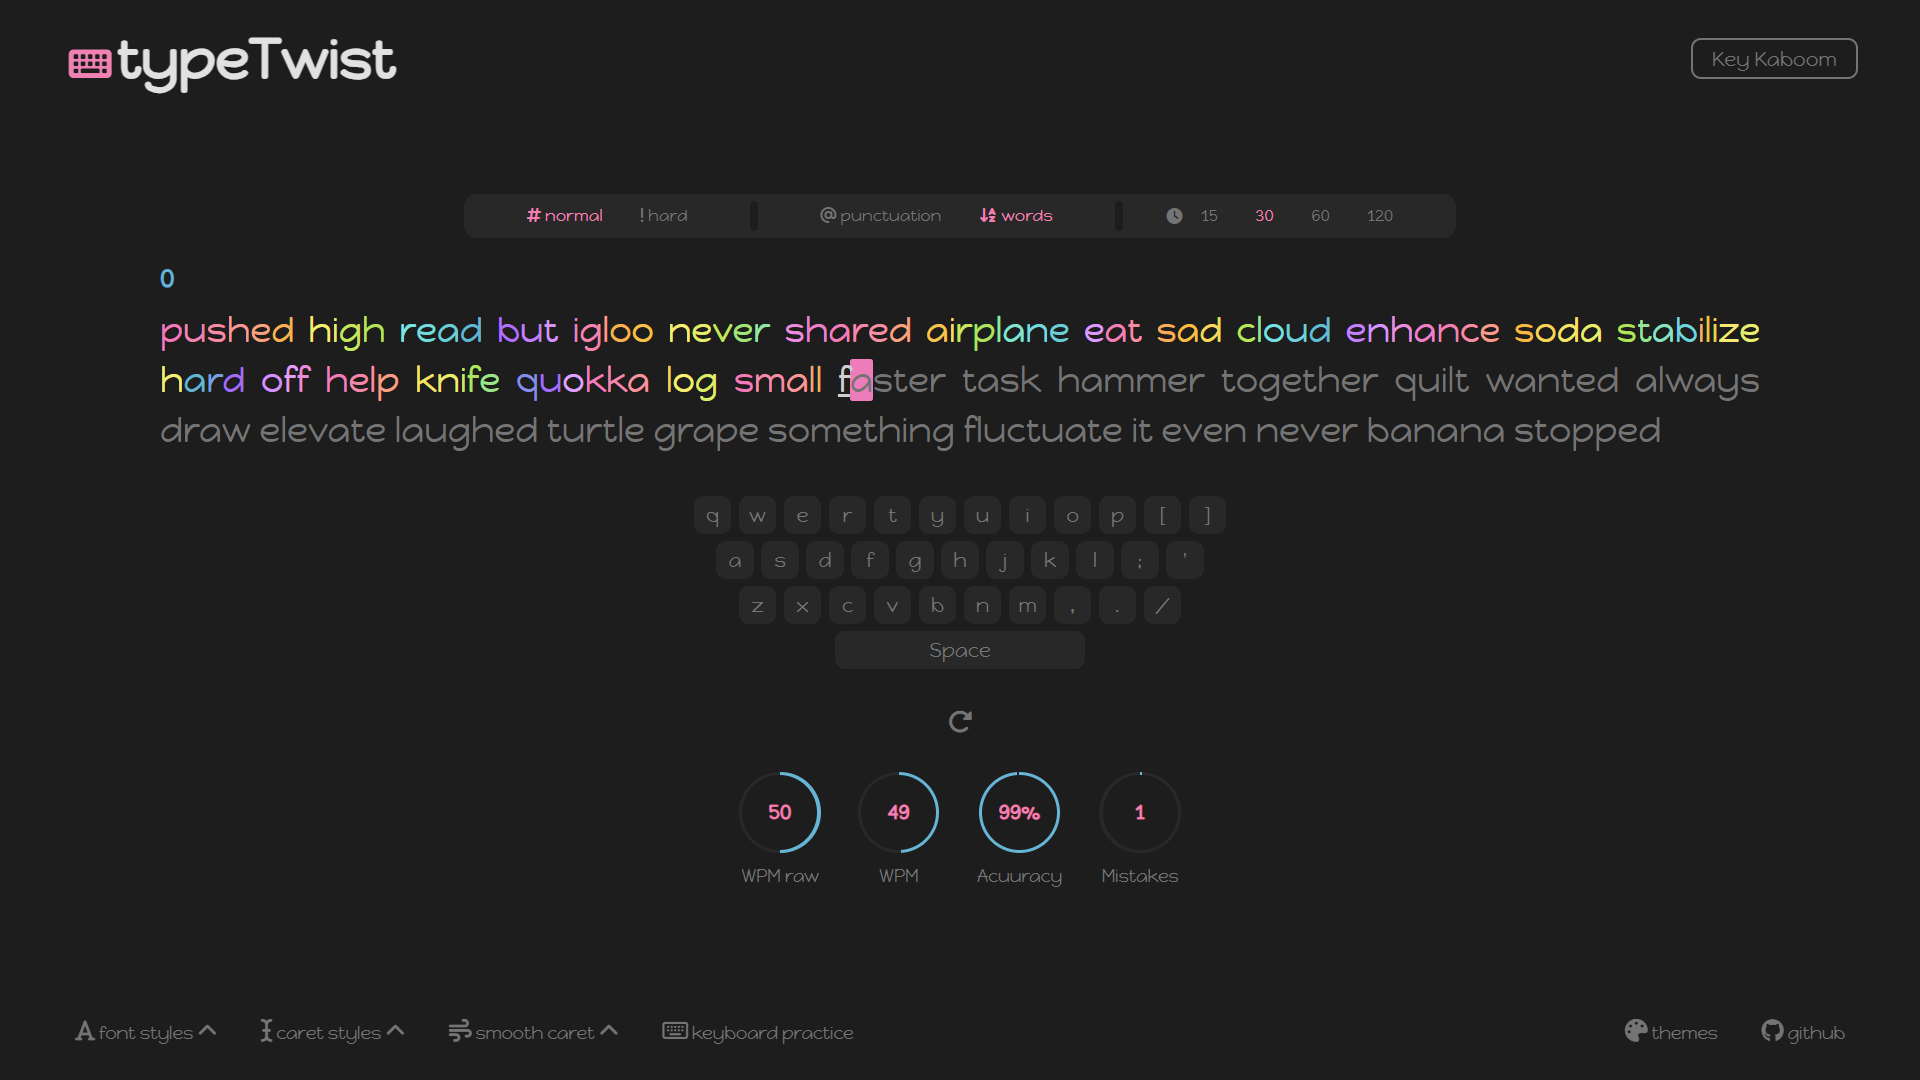 typeTwist
Key Kaboom
# normal ! hard @ punctuation words 15 30 60 120
0
pushed high read but igloo never shared airplane eat sad cloud enhance soda stabilize
hard off help knife quokka log small faster task hammer together quilt wanted always
draw elevate laughed turtle grape something fluctuate it even never banana stopped
q w e r t y u i o p [ ]
a s d f g h j k l ; '
z x c v b n m , . /
Space
50 49 99% 1
WPM raw WPM Acuuracy Mistakes
font styles caret styles smooth caret keyboard practice themes github